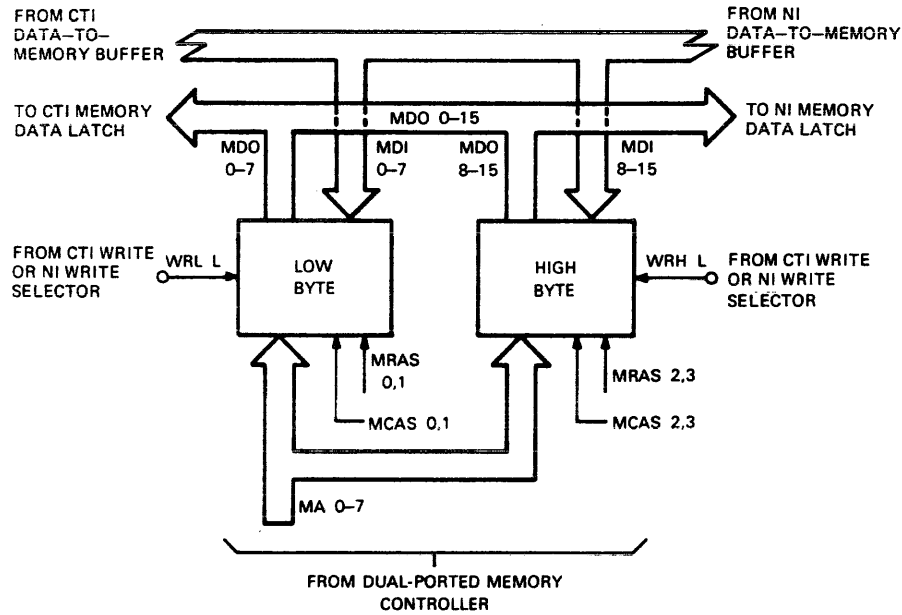 FROM CTI
DATA–TO–
MEMORY BUFFER
FROM NI
DATA–TO–MEMORY
BUFFER
TO CTI MEMORY
DATA LATCH
MDO 0–15
TO NI MEMORY
DATA LATCH
MDO
0–7
MDI
0–7
MDO
8–15
MDI
8–15
FROM CTI WRITE
OR NI WRITE
SELECTOR
WRL L
LOW
BYTE
HIGH
BYTE
WRH L
FROM CTI WRITE
OR NI WRITE
SELECTOR
MRAS
0,1
MCAS 0,1
MRAS 2,3
MCAS 2,3
MA 0–7
FROM DUAL-PORTED MEMORY
CONTROLLER